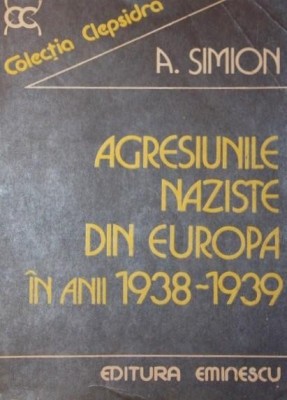 Colecția Clepsidra
A. SIMION
AGRESIUNILE
NAZISTE
DIN EUROPA
ÎN ANII 1938-1939
EDITURA EMINESCU